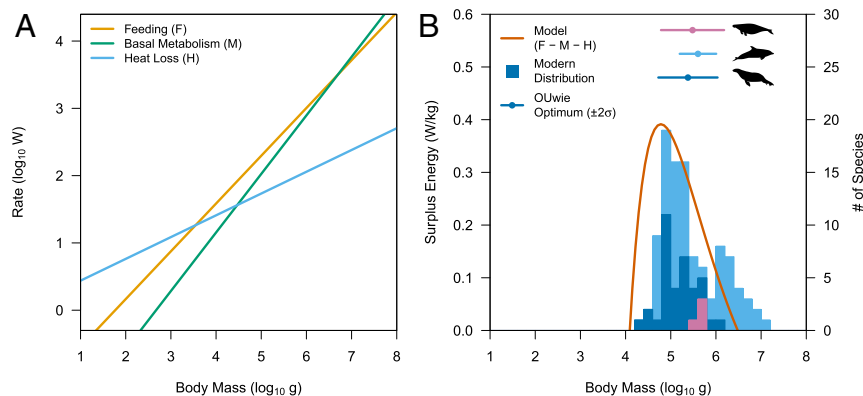 A
Feeding (F)
Basal Metabolism (M)
Heat Loss (H)
Rate (log₁₀ W)
4
3
2
1
0
1 2 3 4 5 6 7 8
Body Mass (log₁₀ g)
B
Model
(F − M − H)
Modern
Distribution
OUwie
Optimum (±2σ)
Surplus Energy (W/kg)
0.6
0.5
0.4
0.3
0.2
0.1
0.0
30
25
20
15
10
5
0
# of Species
1 2 3 4 5 6 7 8
Body Mass (log₁₀ g)